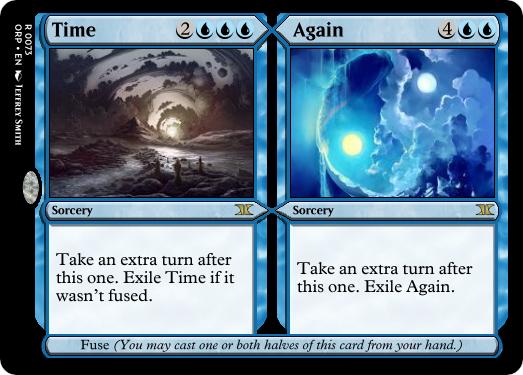 Time 2
Sorcery
Take an extra turn after
this one. Exile Time if it
wasn't fused.
Again 4
Sorcery
Take an extra turn after
this one. Exile Again.
Fuse (You may cast one or both halves of this card from your hand.)
R 0073
ORP • EN Jeffrey Smith